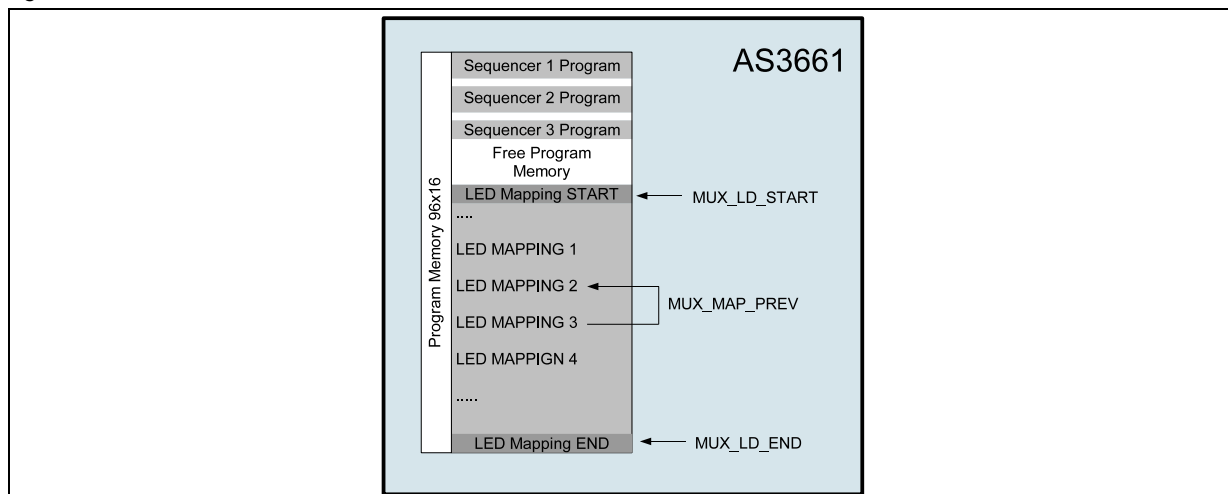 AS3661
Sequencer 1 Program
Sequencer 2 Program
Sequencer 3 Program
Free Program
Memory
Program Memory 96x16
LED Mapping START
MUX_LD_START
....
LED MAPPING 1
LED MAPPING 2
MUX_MAP_PREV
LED MAPPING 3
LED MAPPIGN 4
.....
LED Mapping END
MUX_LD_END